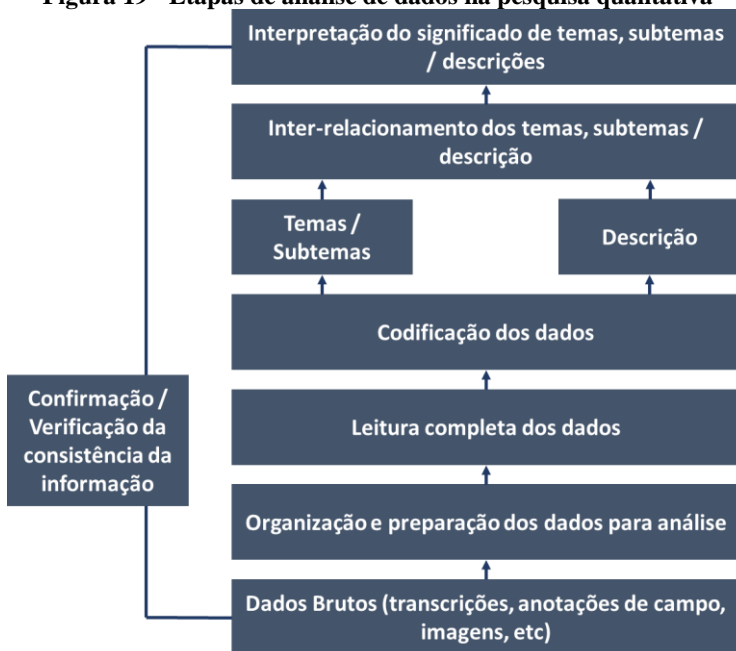 Figura 19 - Etapas de análise de dados na pesquisa qualitativa
Interpretação do significado de temas, subtemas
/ descrições
Inter-relacionamento dos temas, subtemas /
descrição
Temas /
Subtemas
Descrição
Codificação dos dados
Confirmação /
Verificação da
consistência da
informação
Leitura completa dos dados
Organização e preparação dos dados para análise
Dados Brutos (transcrições, anotações de campo,
imagens, etc)